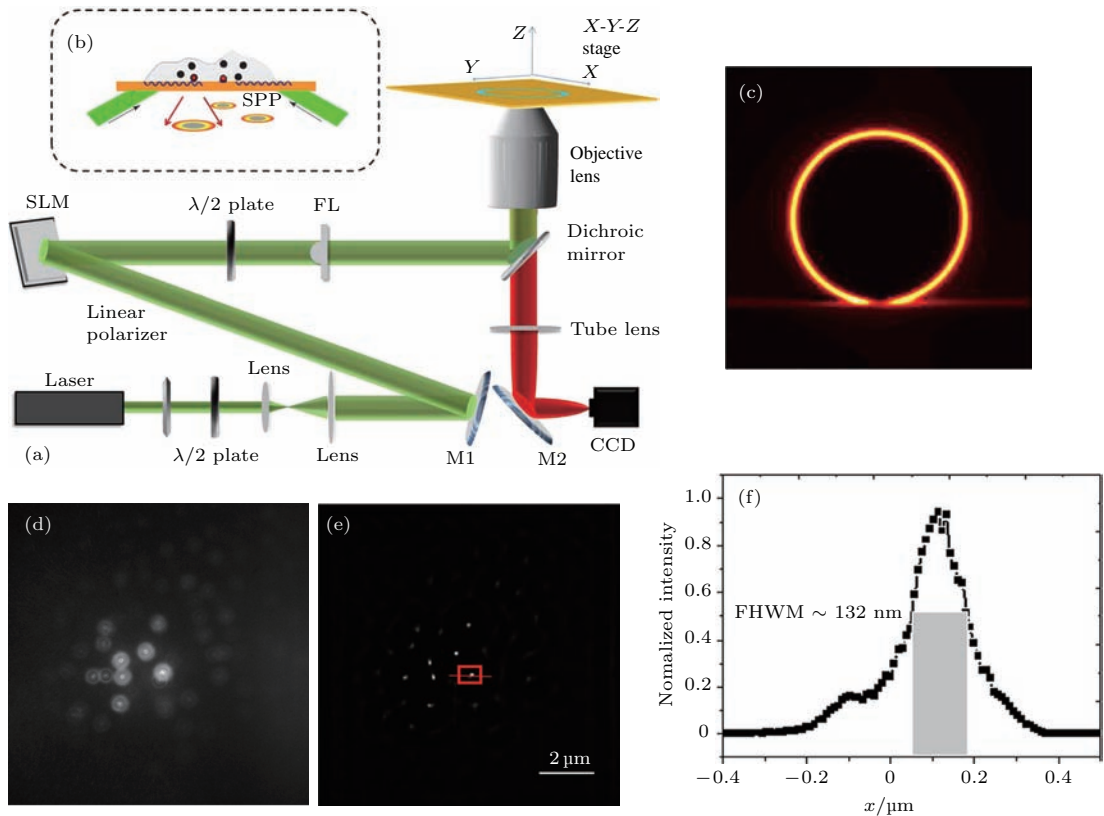 (b)
SPP
Z
X-Y-Z
stage
Y
X
Objective
lens
(c)
SLM
λ/2 plate
FL
Dichroic
mirror
Linear
polarizer
Tube lens
Laser
Lens
CCD
(a)
λ/2 plate
Lens
M1
M2
(d)
(e)
2 μm
(f)
Nomalized intensity
1.0
0.8
0.6
0.4
0.2
0
FHWM ∼ 132 nm
−0.4
−0.2
0
0.2
0.4
x/μm